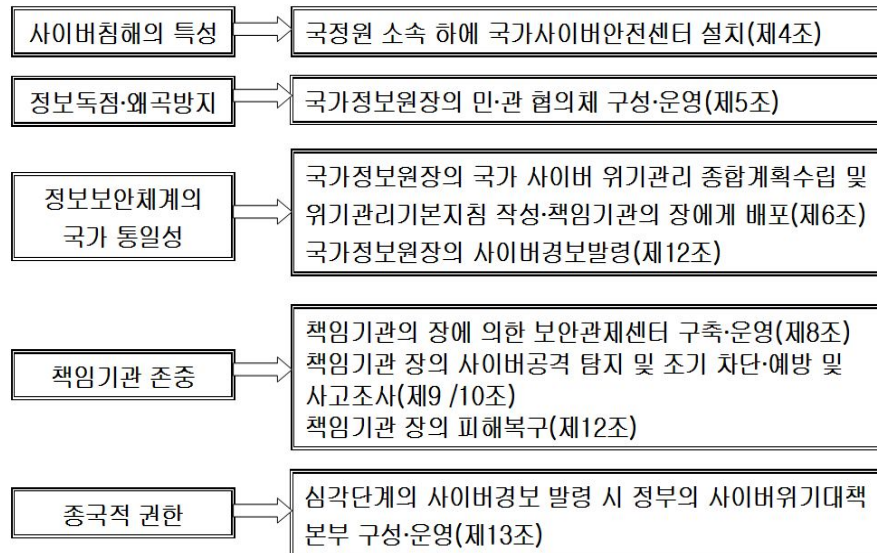 사이버침해의 특성
국정원 소속 하에 국가사이버안전센터 설치(제4조)
정보독점·왜곡방지
국가정보원장의 민·관 협의체 구성·운영(제5조)
정보보안체계의
국가 통일성
국가정보원장의 국가 사이버 위기관리 종합계획수립 및
위기관리기본지침 작성·책임기관의 장에게 배포(제6조)
국가정보원장의 사이버경보발령(제12조)
책임기관 존중
책임기관의 장에 의한 보안관제센터 구축·운영(제8조)
책임기관 장의 사이버공격 탐지 및 조기 차단·예방 및
사고조사(제9 /10조)
책임기관 장의 피해복구(제12조)
종국적 권한
심각단계의 사이버경보 발령 시 정부의 사이버위기대책
본부 구성·운영(제13조)